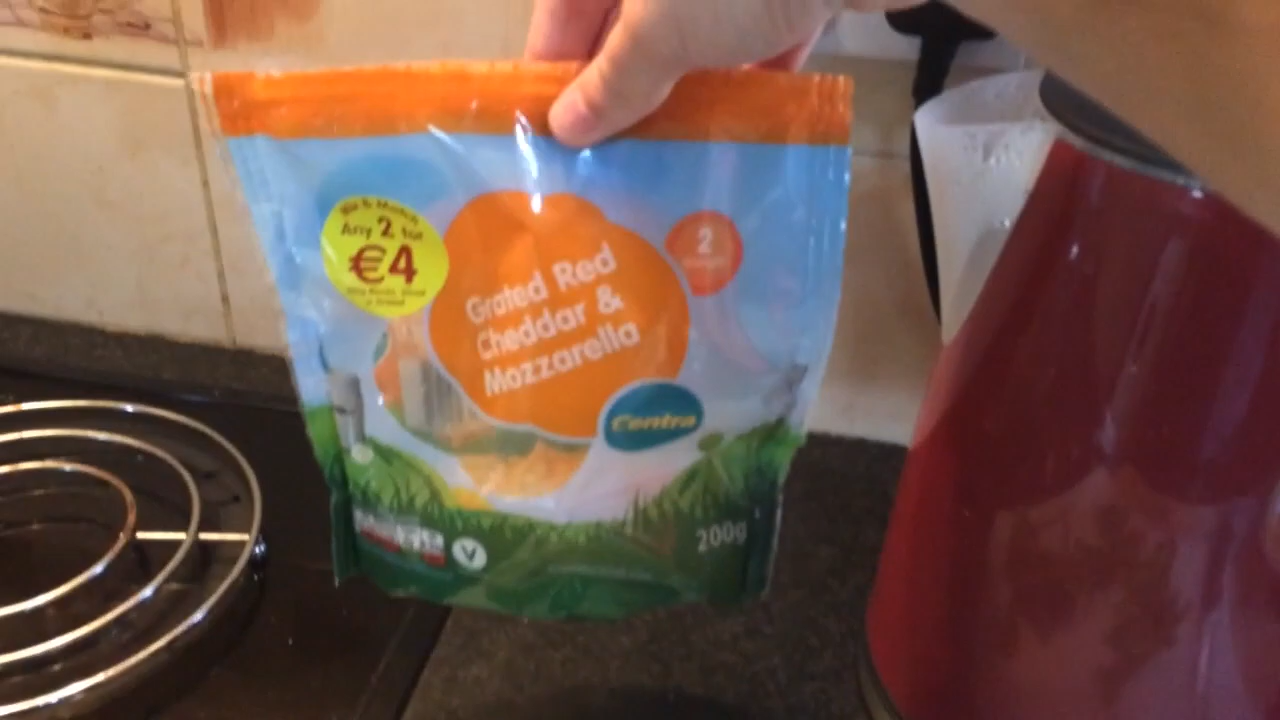 Mix & Match
Any 2 for
€4
2
Grated Red
Cheddar &
Mozzarella
Centra
V
200g